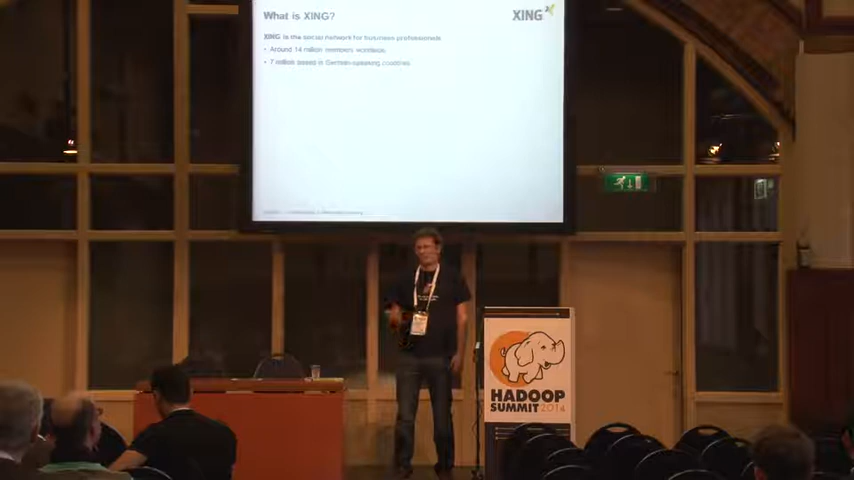 What is XING?
XING
XING is the social network for business professionals
• Around 14 million members worldwide
• 7 million based in German-speaking countries
HADOOP
SUMMIT 2014